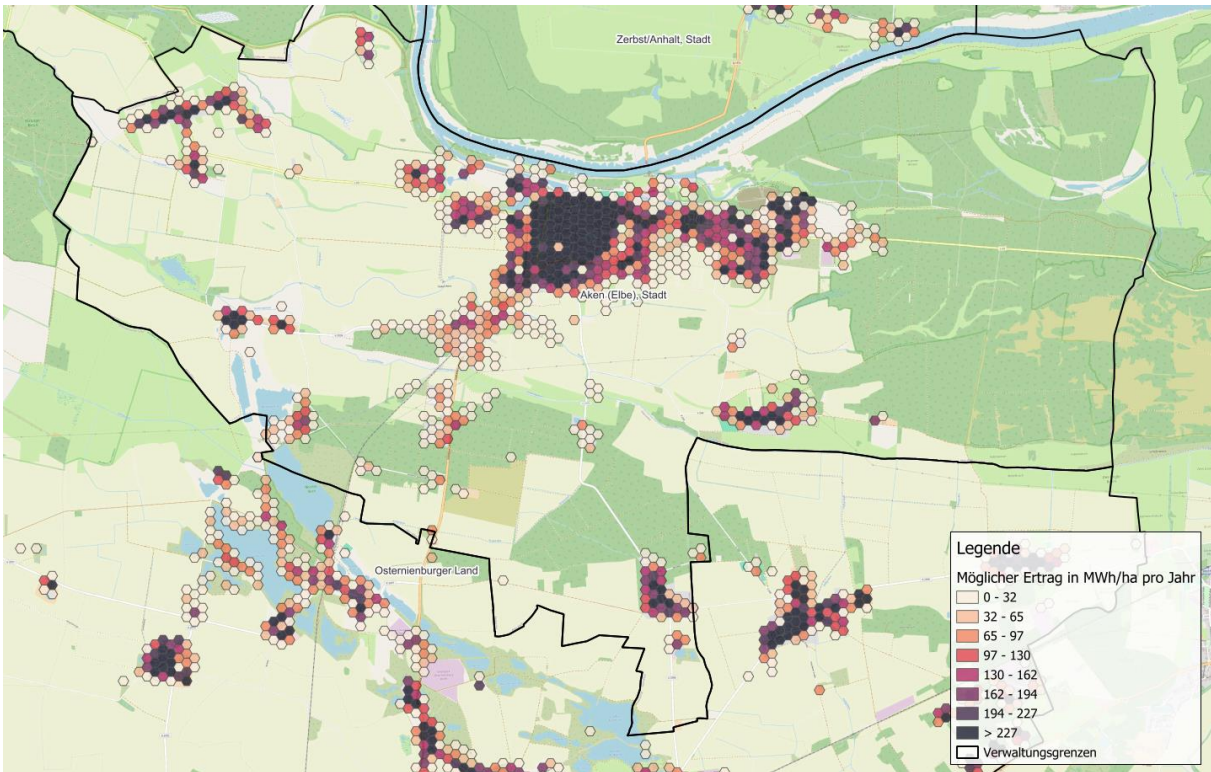 Zerbst/Anhalt, Stadt
Aken (Elbe), Stadt
Osternienburger Land
Legende
Möglicher Ertrag in MWh/ha pro Jahr
0 - 32
32 - 65
65 - 97
97 - 130
130 - 162
162 - 194
194 - 227
> 227
Verwaltungsgrenzen